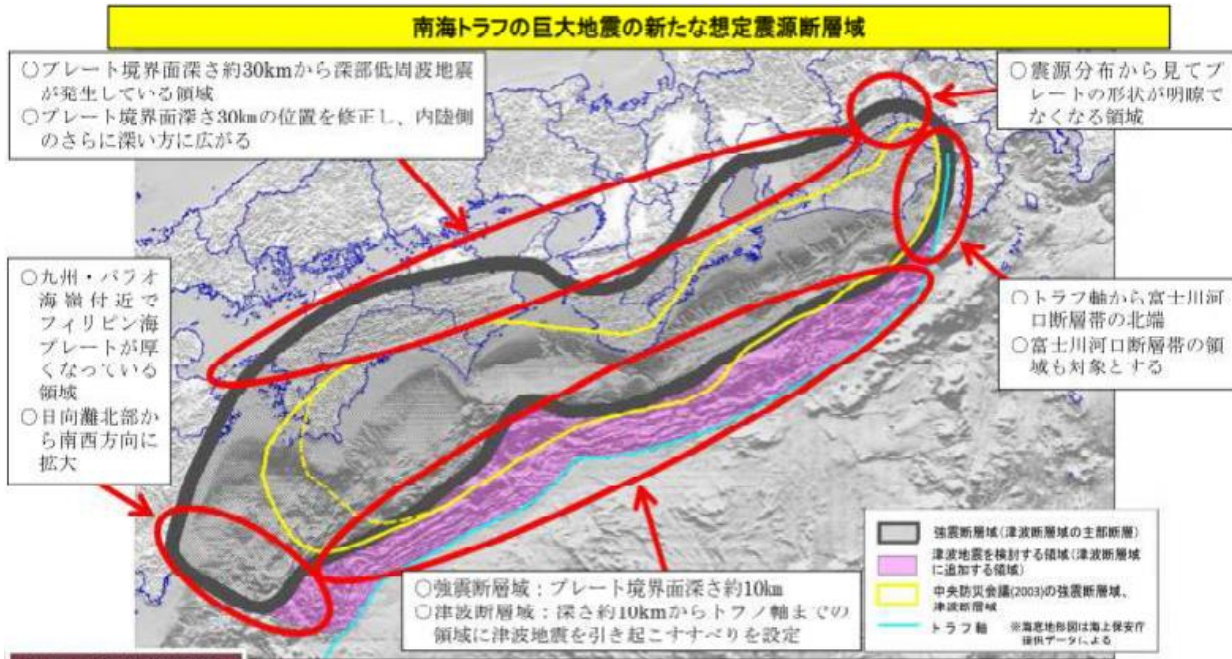 南海トラフの巨大地震の新たな想定震源断層域
○プレート境界面深さ約30kmから深部低周波地震
が発生している領域
○プレート境界面深さ30kmの位置を修正し、内陸側
のさらに深い方に広がる
○震源分布から見てプ
レートの形状が明瞭で
なくなる領域
○九州・パラオ
海嶺付近で
フィリピン海
プレートが厚
くなっている
領域
○日向灘北部か
ら南西方向に
拡大
○トラフ軸から富士川河
口断層帯の北端
○富士川河口断層帯の領
域も対象とする
○強震断層域：プレート境界面深さ約10km
○津波断層域：深さ約10kmからトラフ軸までの
領域に津波地震を引き起こすすべりを設定
強震断層域(津波断層域の主部断層)
津波地震を検討する領域(津波断層域
に追加する領域)
中央防災会議(2003)の強震断層域、
津波断層域
トラフ軸
※海底地形図は海上保安庁
提供データによる